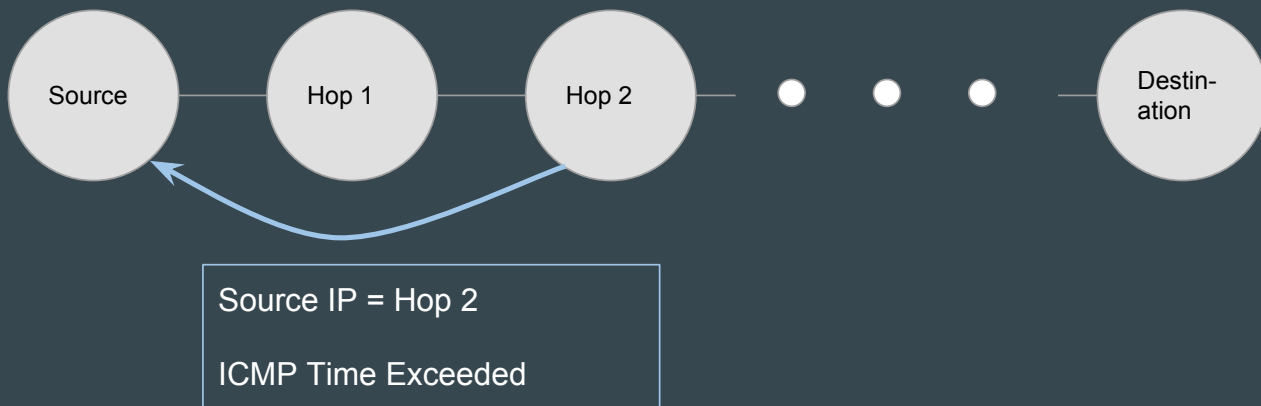 Source
Hop 1
Hop 2
Destin-
ation
Source IP = Hop 2
ICMP Time Exceeded